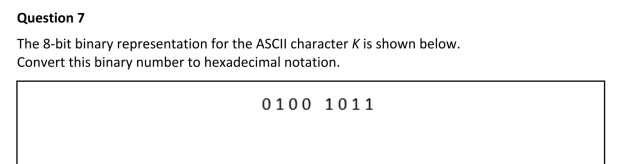 Question 7
The 8-bit binary representation for the ASCII character K is shown below.
Convert this binary number to hexadecimal notation.
0100 1011